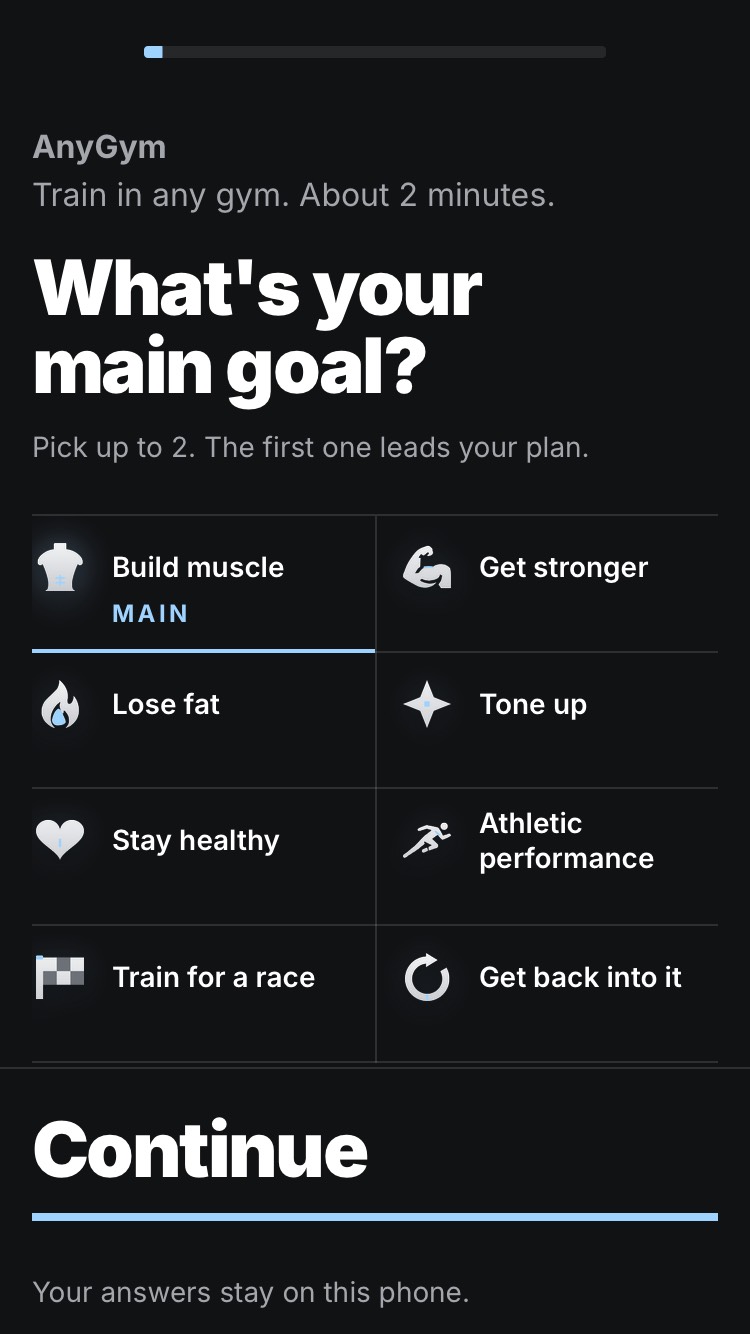 AnyGym
Train in any gym. About 2 minutes.
What's your
main goal?
Pick up to 2. The first one leads your plan.
Build muscle
MAIN
Get stronger
Lose fat
Tone up
Stay healthy
Athletic
performance
Train for a race
Get back into it
Continue
Your answers stay on this phone.